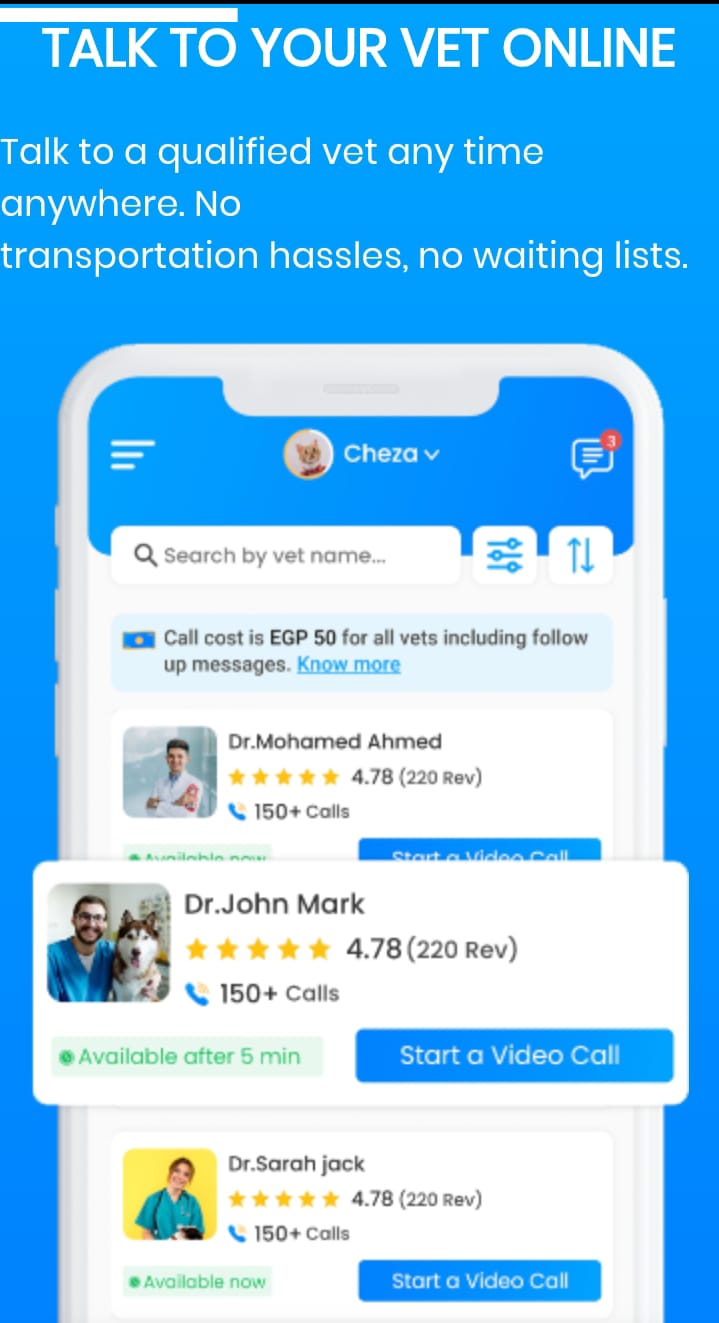 TALK TO YOUR VET ONLINE
Talk to a qualified vet any time
anywhere. No
transportation hassles, no waiting lists.
Cheza
3
Search by vet name...
Call cost is EGP 50 for all vets including follow
up messages. Know more
Dr.Mohamed Ahmed
4.78 (220 Rev)
150+ Calls
Available now
Start a Video Call
Dr.John Mark
4.78 (220 Rev)
150+ Calls
Available after 5 min
Start a Video Call
Dr.Sarah jack
4.78 (220 Rev)
150+ Calls
Available now
Start a Video Call